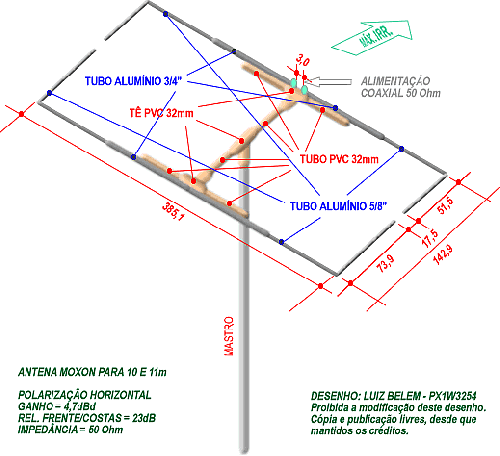 MÁX. IRR.
3,0
ALIMENTAÇÃO
COAXIAL 50 Ohm
TUBO ALUMÍNIO 3/4"
TÊ PVC 32mm
TUBO PVC 32mm
TUBO ALUMÍNIO 5/8"
385,1
51,5
17,5
73,9
142,9
MASTRO
ANTENA MOXON PARA 10 E 11m
POLARIZAÇÃO HORIZONTAL
GANHO = 4,7dBd
REL. FRENTE/COSTAS = 23dB
IMPEDÂNCIA = 50 Ohm
DESENHO: LUIZ BELEM - PX1W3254
Proibida a modificação deste desenho.
Cópia e publicação livres, desde que
mantidos os créditos.